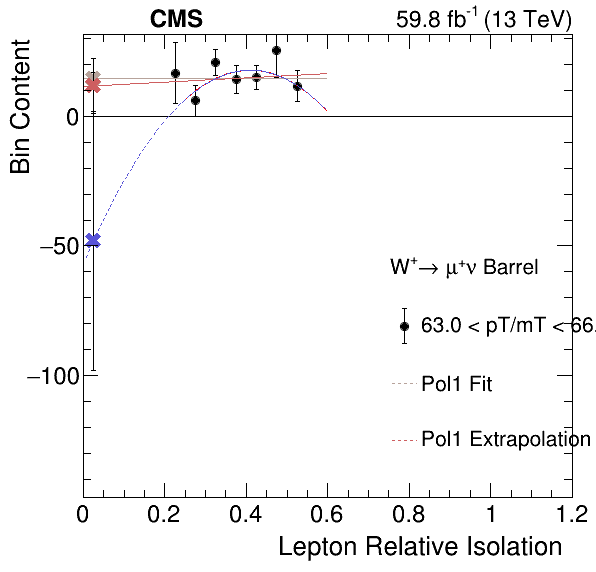 CMS 59.8 fb⁻¹ (13 TeV)
Bin Content
0
−50
−100
W⁺→ μ⁺ν Barrel
63.0 < pT/mT < 66.
Pol1 Fit
Pol1 Extrapolation
0 0.2 0.4 0.6 0.8 1 1.2
Lepton Relative Isolation